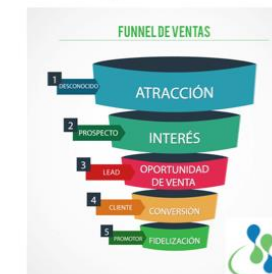 FUNNEL DE VENTAS
1
DESCONOCIDO
ATRACCIÓN
2
PROSPECTO
INTERÉS
3
LEAD
OPORTUNIDAD
DE VENTA
4
CLIENTE
CONVERSIÓN
5
PROMOTOR
FIDELIZACIÓN